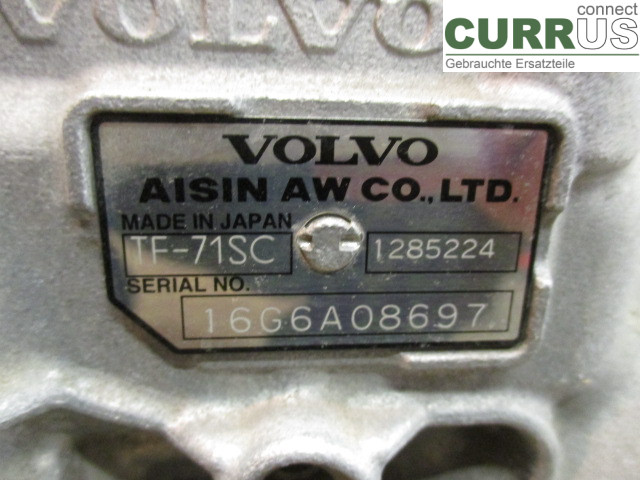 VOLVO
connect
CURRUS
Gebrauchte Ersatzteile
VOLVO
AISIN AW CO.,LTD.
MADE IN JAPAN
TF-71SC 1285224
SERIAL NO.
16G6A08697